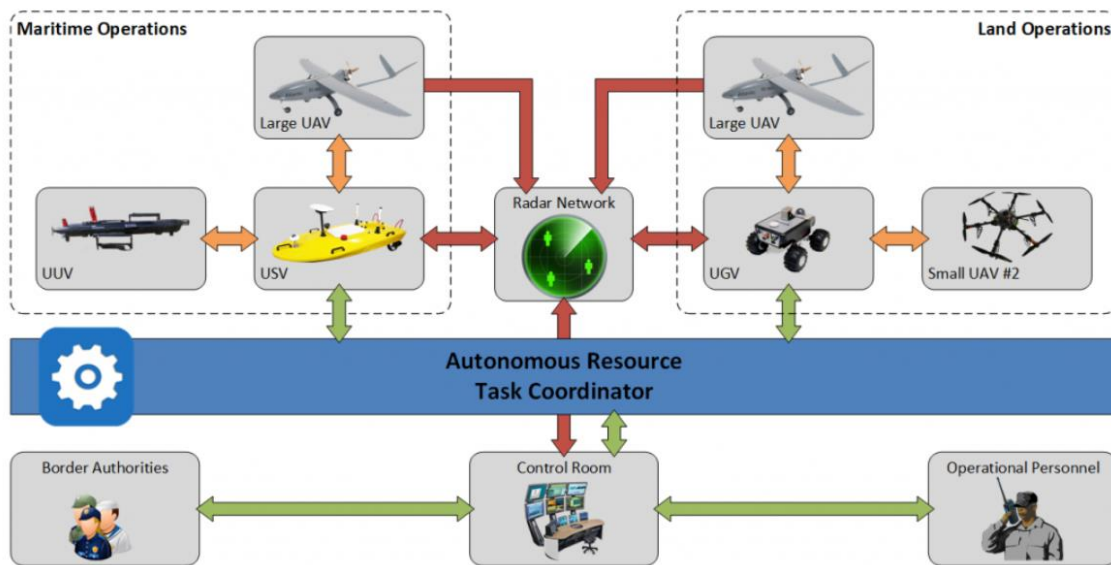 Maritime Operations
Land Operations
Large UAV
Large UAV
Radar Network
UUV
USV
UGV
Small UAV #2
Autonomous Resource
Task Coordinator
Border Authorities
Control Room
Operational Personnel